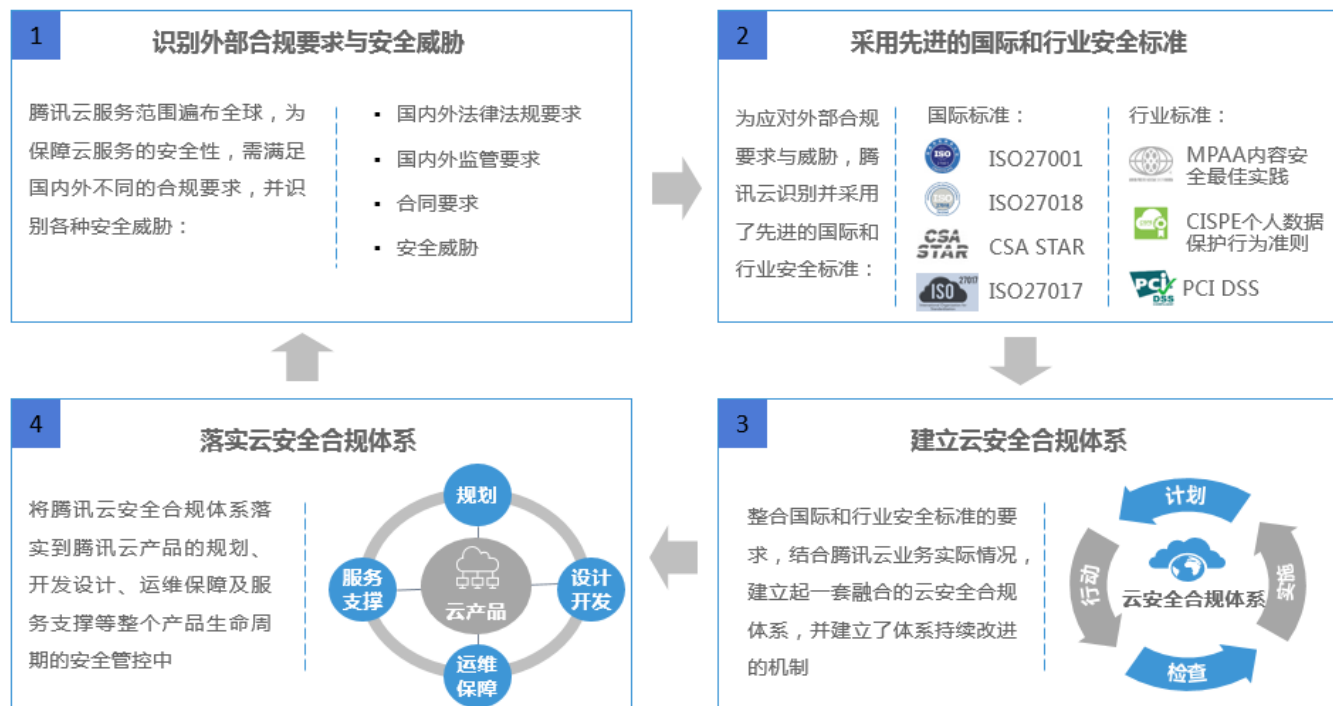 1
识别外部合规要求与安全威胁
腾讯云服务范围遍布全球，为
保障云服务的安全性，需满足
国内外不同的合规要求，并识
别各种安全威胁：
▪ 国内外法律法规要求
▪ 国内外监管要求
▪ 合同要求
▪ 安全威胁
2
采用先进的国际和行业安全标准
为应对外部合规
要求与威胁，腾
讯云识别并采用
了先进的国际和
行业安全标准：
国际标准：
ISO
ISO27001
ISO27018
CSA
STAR
CSA STAR
27017
ISO
ISO27017
行业标准：
MPAA内容安
全最佳实践
CISPE个人数据
保护行为准则
PCI
DSS
PCI DSS
3
建立云安全合规体系
整合国际和行业安全标准的要
求，结合腾讯云业务实际情况，
建立起一套融合的云安全合规
体系，并建立了体系持续改进
的机制
计划
行动
实施
云安全合规体系
检查
4
落实云安全合规体系
将腾讯云安全合规体系落
实到腾讯云产品的规划、
开发设计、运维保障及服
务支撑等整个产品生命周
期的安全管控中
规划
服务
支撑
云产品
设计
开发
运维
保障